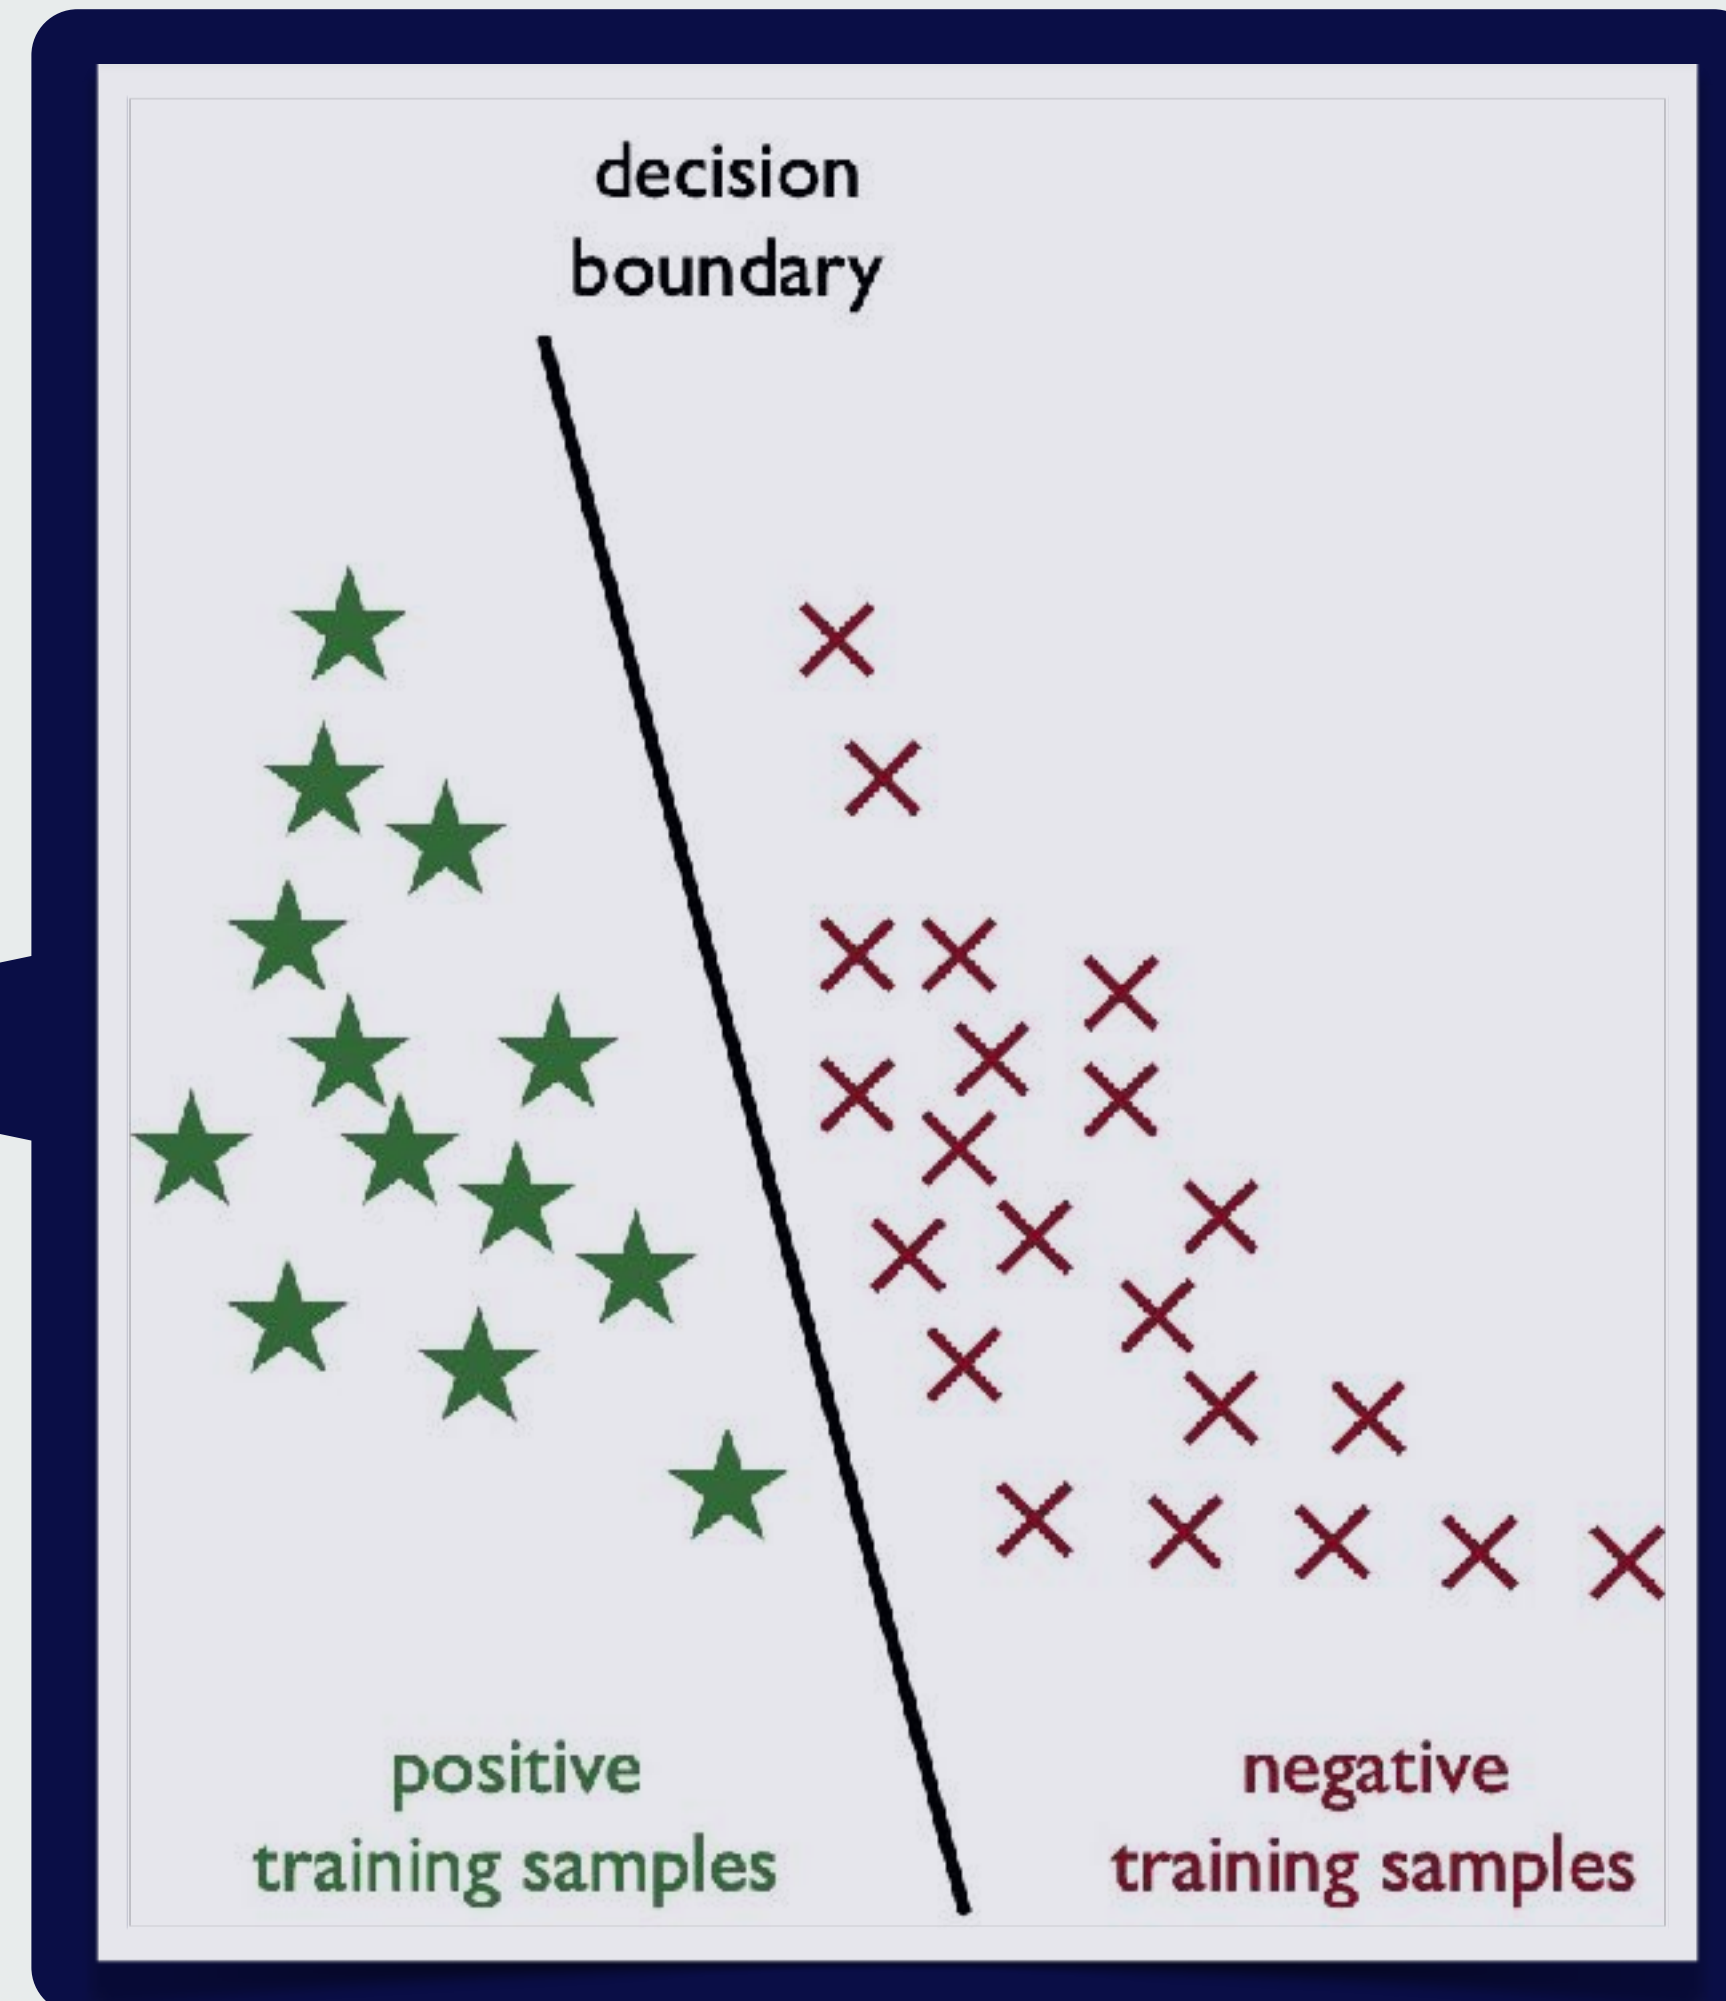 decision
boundary
positive
training samples
negative
training samples